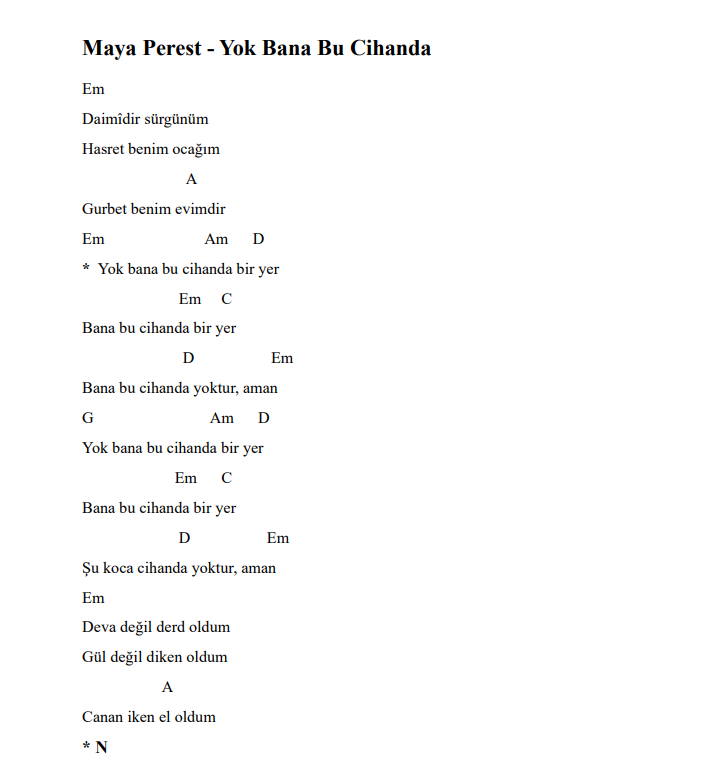 Maya Perest - Yok Bana Bu Cihanda
Em
Daimîdir sürgünüm
Hasret benim ocağım
A
Gurbet benim evimdir
Em Am D
* Yok bana bu cihanda bir yer
Em C
Bana bu cihanda bir yer
D Em
Bana bu cihanda yoktur, aman
G Am D
Yok bana bu cihanda bir yer
Em C
Bana bu cihanda bir yer
D Em
Şu koca cihanda yoktur, aman
Em
Deva değil derd oldum
Gül değil diken oldum
A
Canan iken el oldum
* N